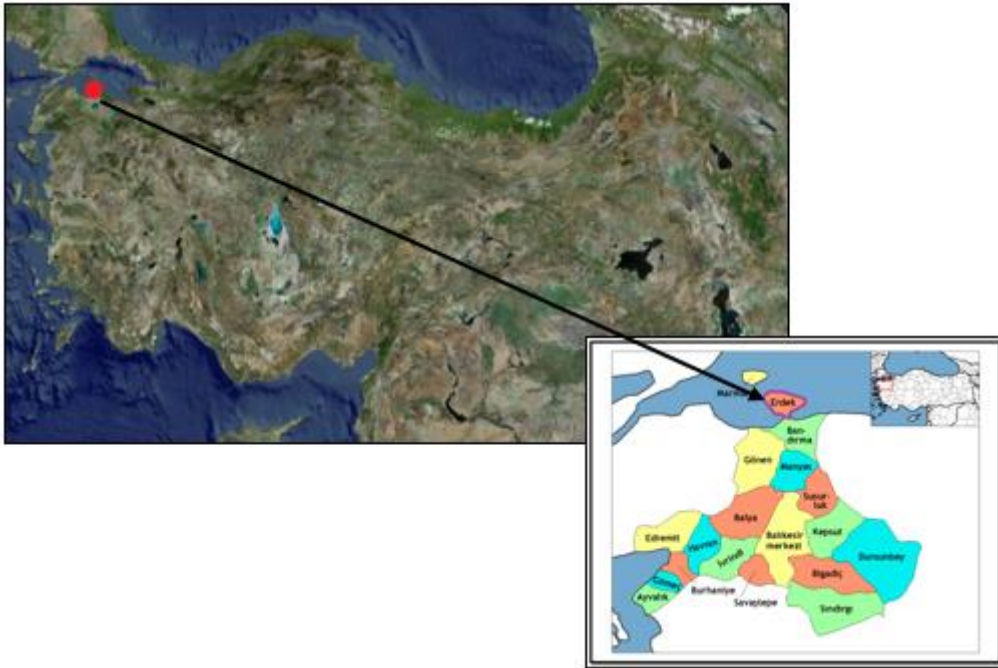 Marma
Erdek
Ban-
dırma
Gönen
Manyas
Susur-
luk
Balya
Balıkesir
merkezi
Kepsut
Edremit
Havran
İvrindi
Dursunbey
Bigadiç
Gömeç
Burhaniye
Ayvalık
Savaştepe
Sındırgı